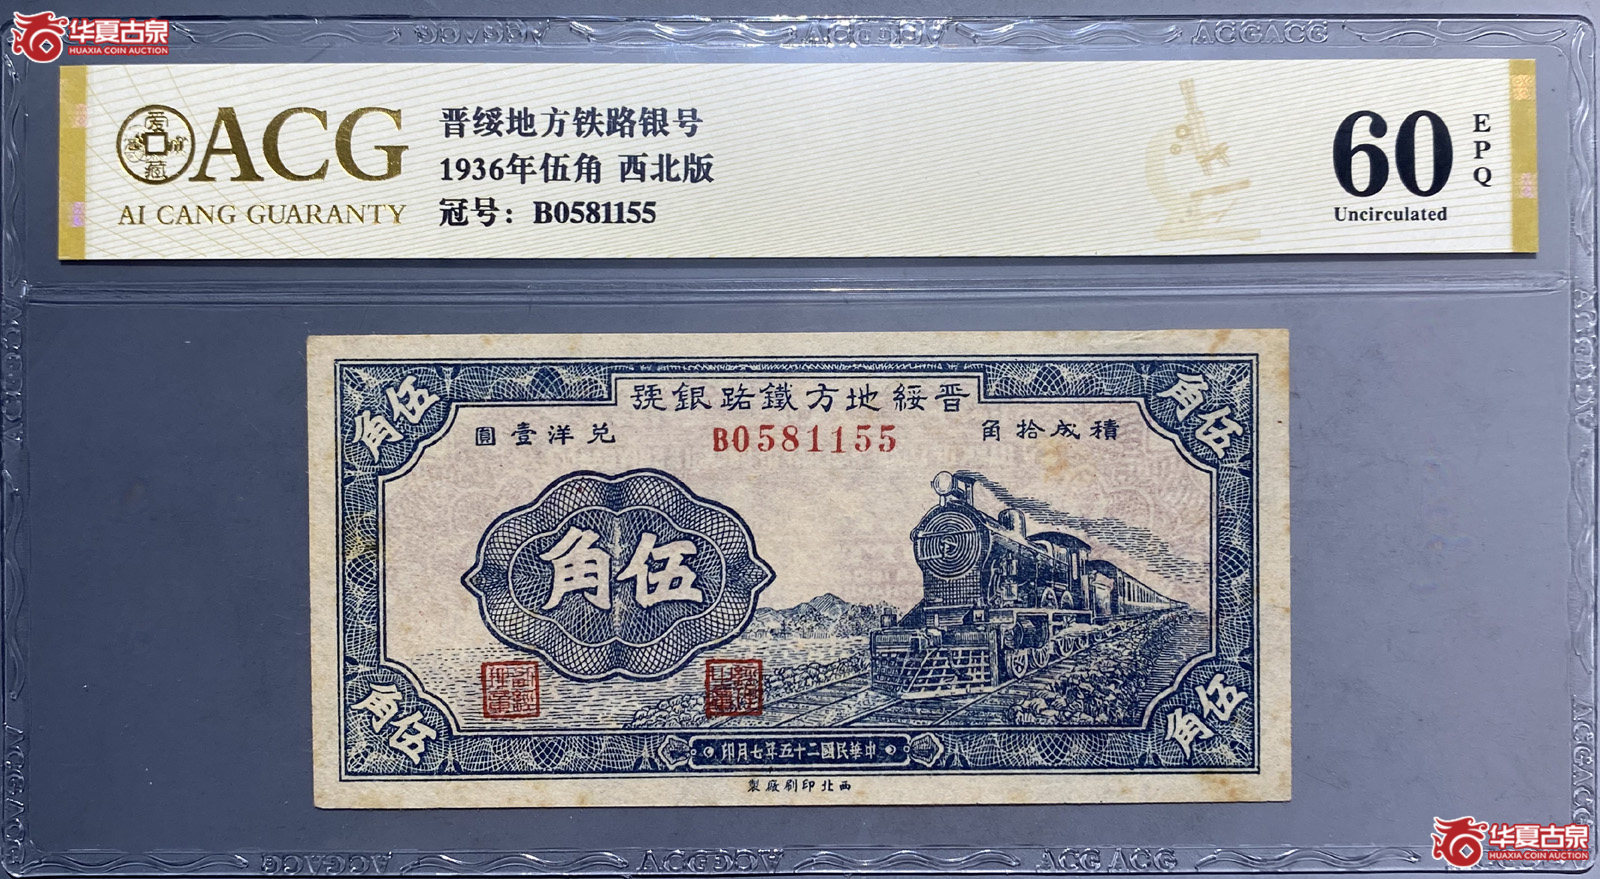 华夏古泉
HUAXIA COIN AUCTION
爱藏
ACG
AI CANG GUARANTY
晋绥地方铁路银号
1936年伍角 西北版
冠号：B0581155
60
EPQ
Uncirculated
晉綏地方鐵路銀號
積成拾角
B0581155
兌洋壹圓
伍角
伍角
伍角
伍角
伍角
中華民國二十五年七月印
西北印刷廠製
华夏古泉
HUAXIA COIN AUCTION